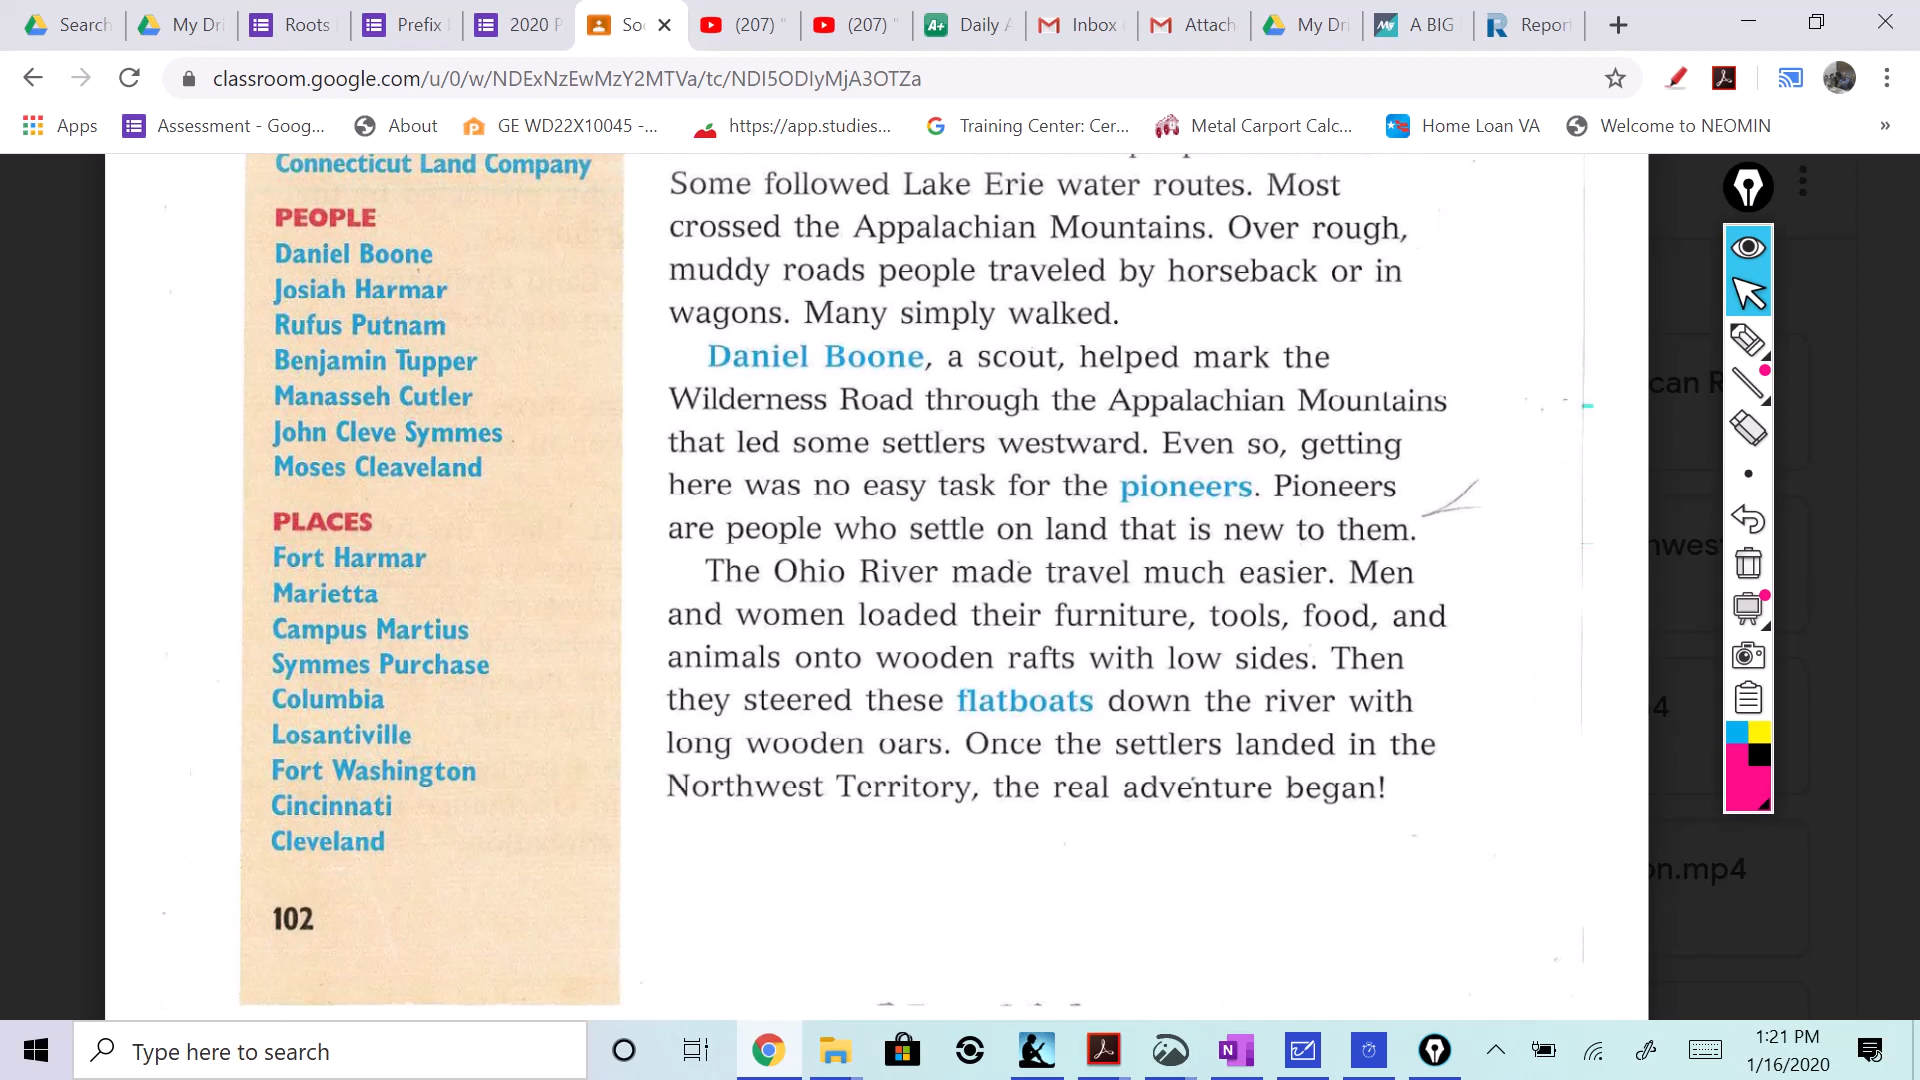 Search
My Dri
Roots
Prefix
2020 P
Soc
(207) "
(207) "
Daily A
Inbox
Attach
My Dri
A BIG
Report
classroom.google.com/u/0/w/NDExNzEwMzY2MTVa/tc/NDI5ODIyMjA3OTZa
Apps
Assessment - Goog...
About
GE WD22X10045 -...
https://app.studies...
Training Center: Cer...
Metal Carport Calc...
Home Loan VA
Welcome to NEOMIN
»
Connecticut Land Company
PEOPLE
Daniel Boone
Josiah Harmar
Rufus Putnam
Benjamin Tupper
Manasseh Cutler
John Cleve Symmes
Moses Cleaveland
PLACES
Fort Harmar
Marietta
Campus Martius
Symmes Purchase
Columbia
Losantiville
Fort Washington
Cincinnati
Cleveland
102
Some followed Lake Erie water routes. Most
crossed the Appalachian Mountains. Over rough,
muddy roads people traveled by horseback or in
wagons. Many simply walked.
Daniel Boone, a scout, helped mark the
Wilderness Road through the Appalachian Mountains
that led some settlers westward. Even so, getting
here was no easy task for the pioneers. Pioneers
are people who settle on land that is new to them.
The Ohio River made travel much easier. Men
and women loaded their furniture, tools, food, and
animals onto wooden rafts with low sides. Then
they steered these flatboats down the river with
long wooden oars. Once the settlers landed in the
Northwest Territory, the real adventure began!
can R
nwest
4
on.mp4
Type here to search
1:21 PM
1/16/2020